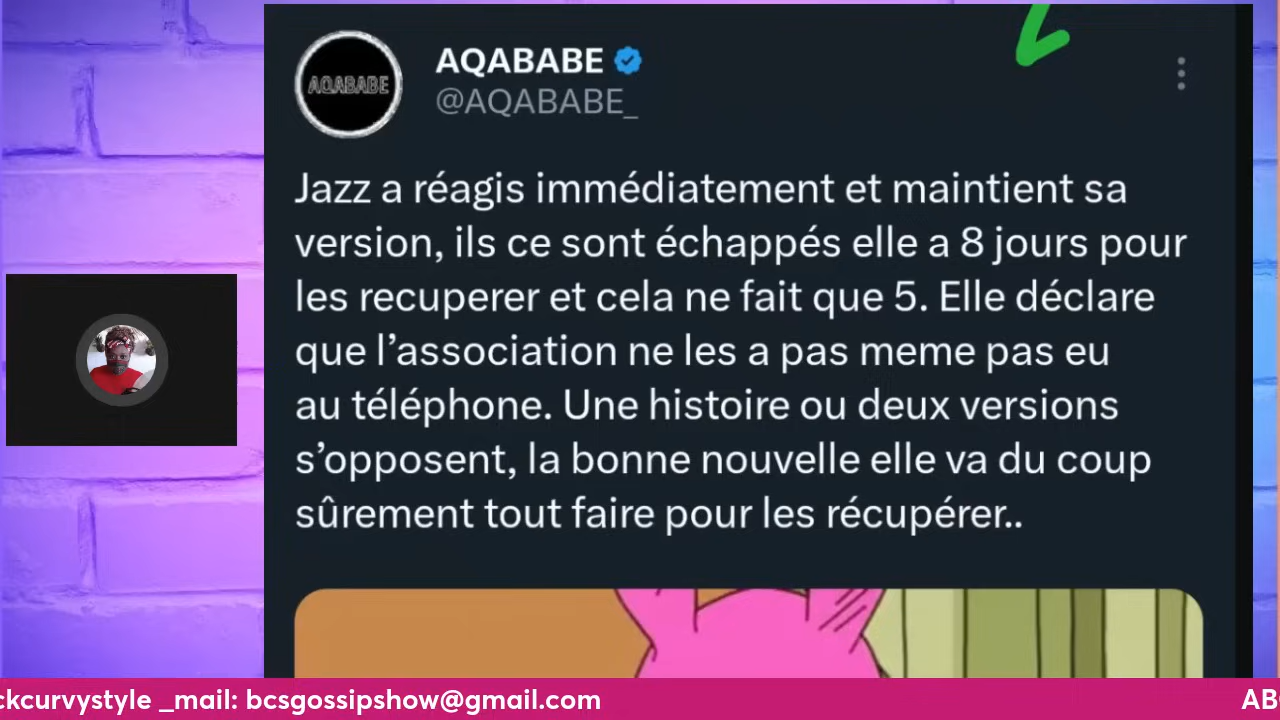 AQABABE
AQABABE
@AQABABE_
Jazz a réagis immédiatement et maintient sa
version, ils ce sont échappés elle a 8 jours pour
les recuperer et cela ne fait que 5. Elle déclare
que l’association ne les a pas meme pas eu
au téléphone. Une histoire ou deux versions
s’opposent, la bonne nouvelle elle va du coup
sûrement tout faire pour les récupérer..
ckcurvystyle _mail: bcsgossipshow@gmail.com
AB